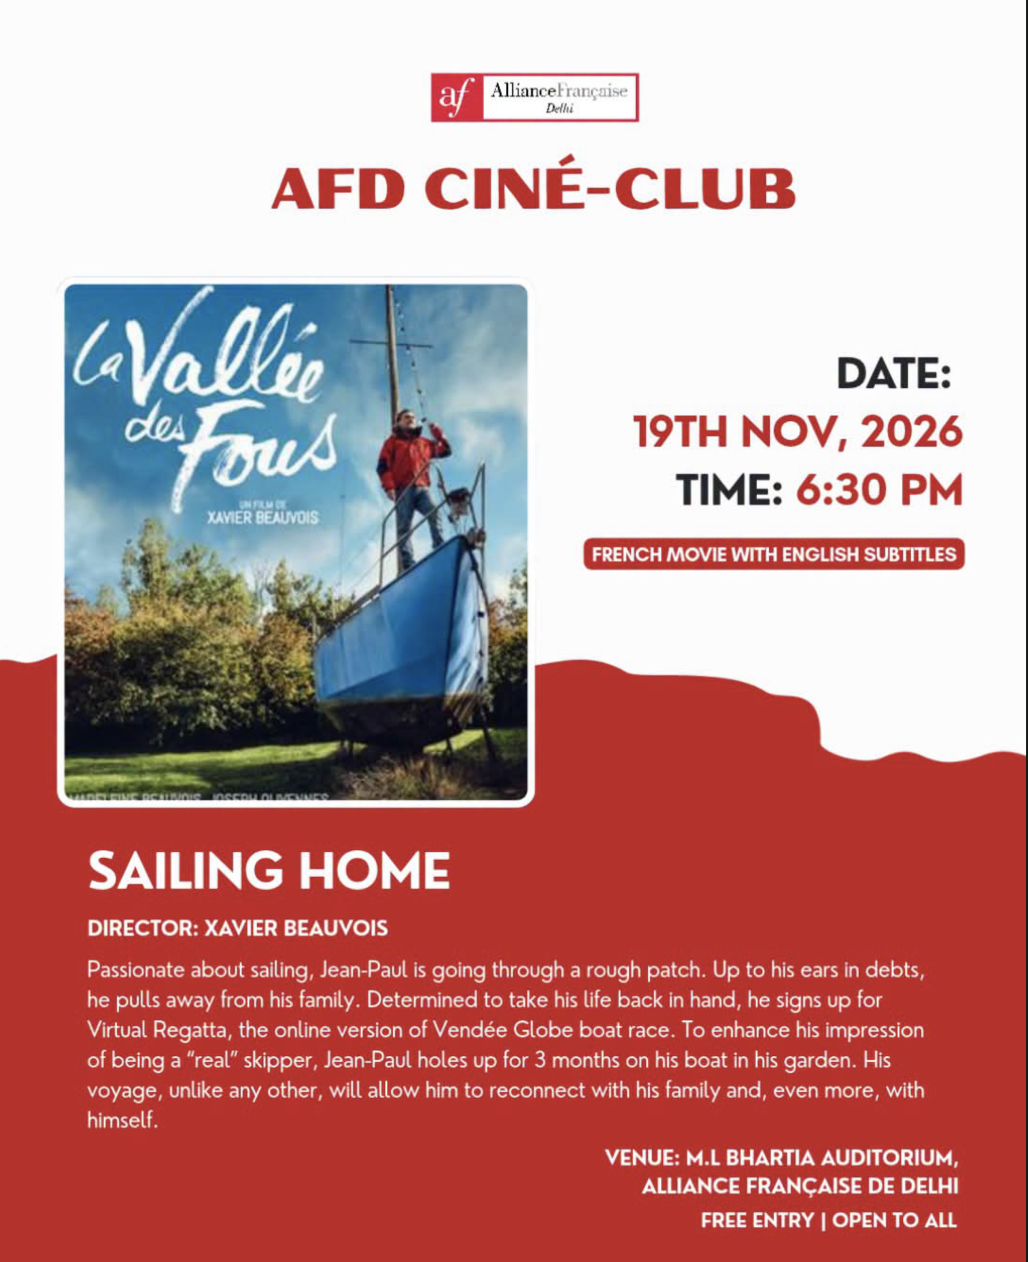 af AllianceFrançaise
Delhi
AFD CINÉ-CLUB
La Vallée
des Fous
UN FILM DE
XAVIER BEAUVOIS
MADELEINE BEAUVOIS JOSEPH OLIVENNES
DATE:
19TH NOV, 2026
TIME: 6:30 PM
FRENCH MOVIE WITH ENGLISH SUBTITLES
SAILING HOME
DIRECTOR: XAVIER BEAUVOIS
Passionate about sailing, Jean-Paul is going through a rough patch. Up to his ears in debts,
he pulls away from his family. Determined to take his life back in hand, he signs up for
Virtual Regatta, the online version of Vendée Globe boat race. To enhance his impression
of being a “real” skipper, Jean-Paul holes up for 3 months on his boat in his garden. His
voyage, unlike any other, will allow him to reconnect with his family and, even more, with
himself.
VENUE: M.L BHARTIA AUDITORIUM,
ALLIANCE FRANÇAISE DE DELHI
FREE ENTRY | OPEN TO ALL